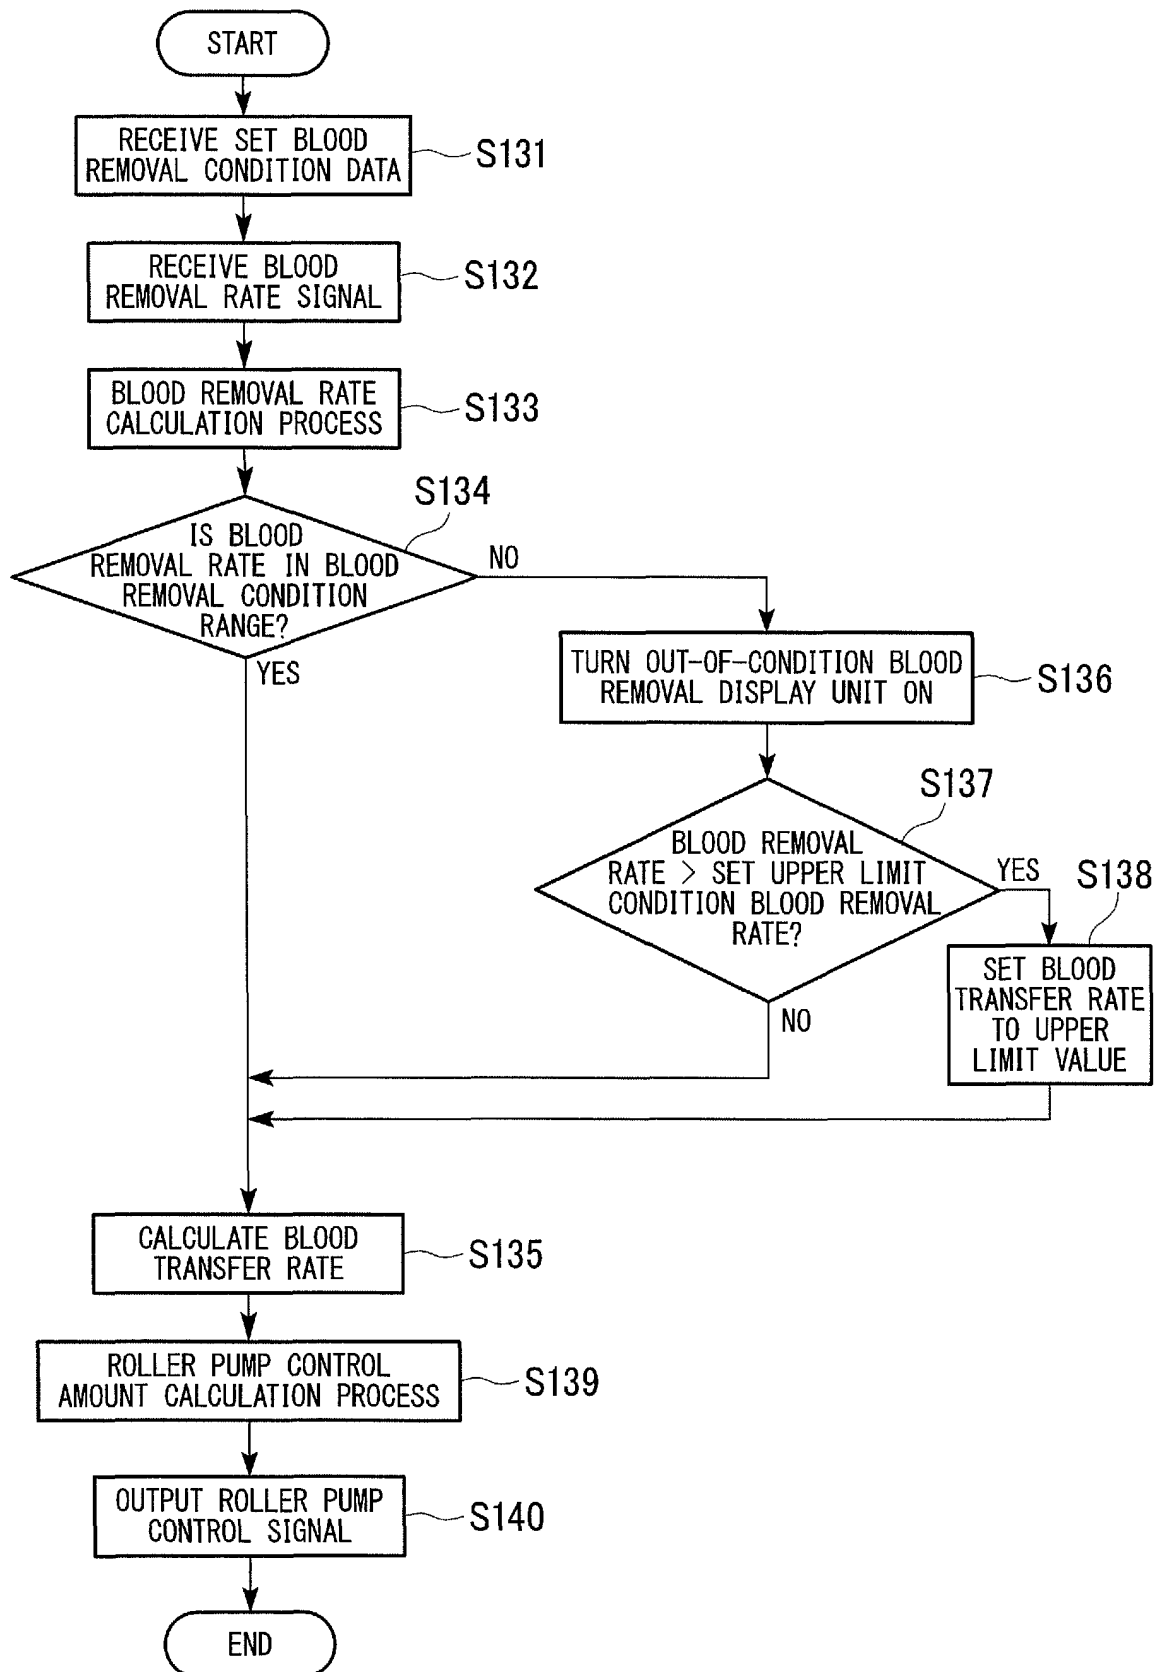 START
RECEIVE SET BLOOD
REMOVAL CONDITION DATA
S131
RECEIVE BLOOD
REMOVAL RATE SIGNAL
S132
BLOOD REMOVAL RATE
CALCULATION PROCESS
S133
S134
IS BLOOD
REMOVAL RATE IN BLOOD
REMOVAL CONDITION
RANGE?
NO
YES
TURN OUT-OF-CONDITION BLOOD
REMOVAL DISPLAY UNIT ON
S136
S137
BLOOD REMOVAL
RATE > SET UPPER LIMIT
CONDITION BLOOD REMOVAL
RATE?
YES
NO
S138
SET BLOOD
TRANSFER RATE
TO UPPER
LIMIT VALUE
CALCULATE BLOOD
TRANSFER RATE
S135
ROLLER PUMP CONTROL
AMOUNT CALCULATION PROCESS
S139
OUTPUT ROLLER PUMP
CONTROL SIGNAL
S140
END